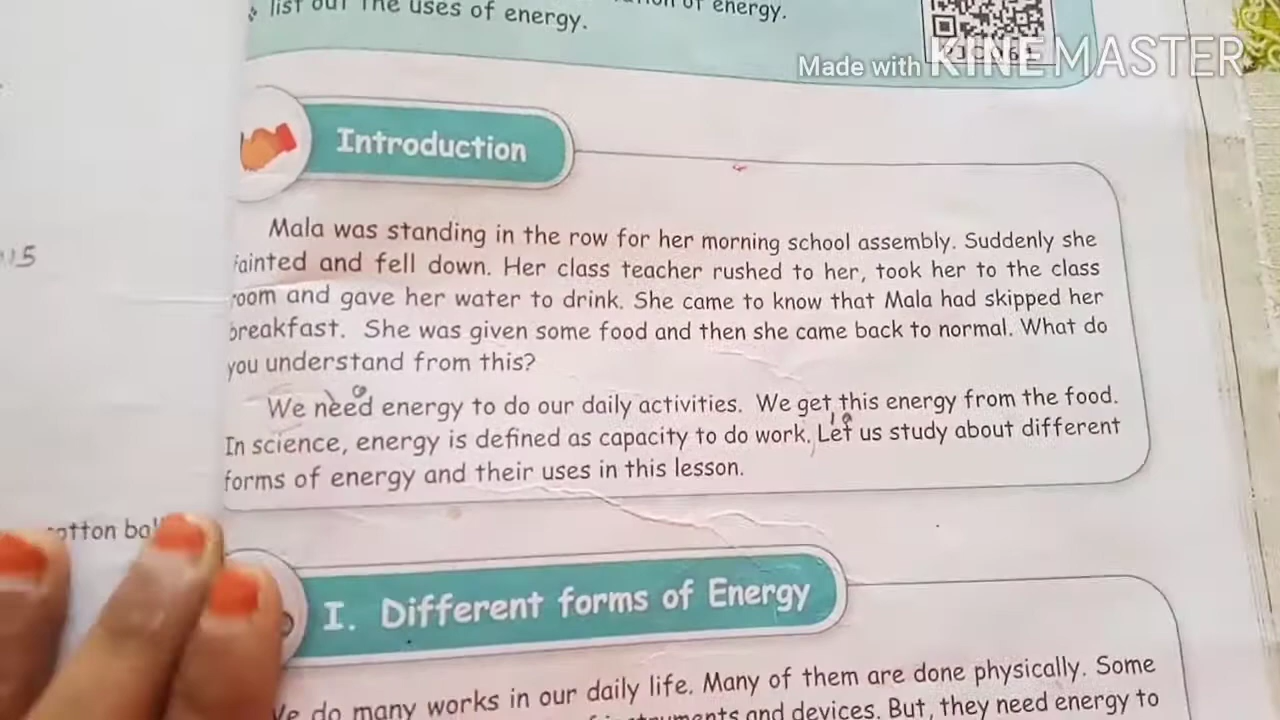 of energy.
list out the uses of energy.
Made with KINEMASTER
Introduction
Mala was standing in the row for her morning school assembly. Suddenly she
fainted and fell down. Her class teacher rushed to her, took her to the class
room and gave her water to drink. She came to know that Mala had skipped her
breakfast. She was given some food and then she came back to normal. What do
you understand from this?
We need energy to do our daily activities. We get this energy from the food.
In science, energy is defined as capacity to do work. Let us study about different
forms of energy and their uses in this lesson.
I. Different forms of Energy
We do many works in our daily life. Many of them are done physically. Some
and devices. But, they need energy to